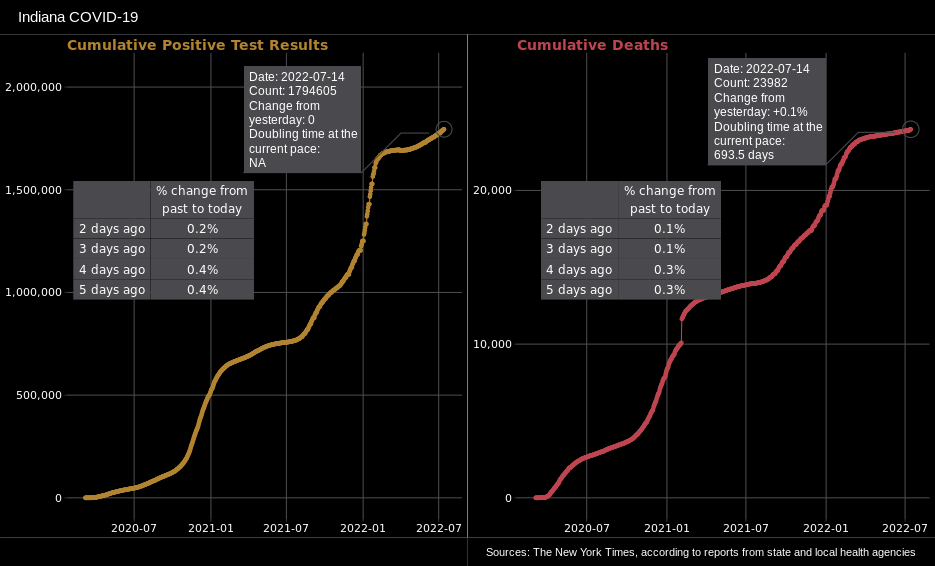 Indiana COVID-19
Cumulative Positive Test Results
2,000,000
1,500,000
1,000,000
500,000
0
Date: 2022-07-14
Count: 1794605
Change from
yesterday: 0
Doubling time at the
current pace:
NA
% change from
past to today
2 days ago 0.2%
3 days ago 0.2%
4 days ago 0.4%
5 days ago 0.4%
2020-07 2021-01 2021-07 2022-01 2022-07
Cumulative Deaths
20,000
10,000
0
Date: 2022-07-14
Count: 23982
Change from
yesterday: +0.1%
Doubling time at the
current pace:
693.5 days
% change from
past to today
2 days ago 0.1%
3 days ago 0.1%
4 days ago 0.3%
5 days ago 0.3%
2020-07 2021-01 2021-07 2022-01 2022-07
Sources: The New York Times, according to reports from state and local health agencies